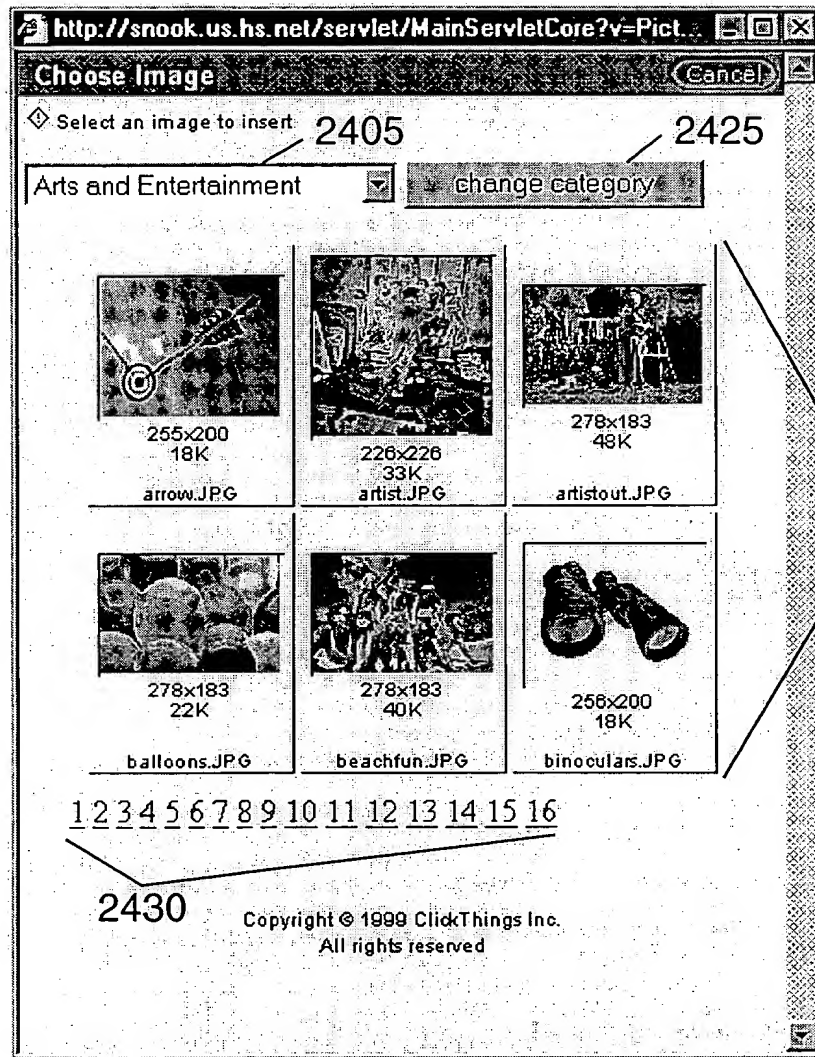 http://snook.us.hs.net/servlet/MainServletCore?v=Pict...
Choose Image
Cancel
Select an image to insert
2405
2425
Arts and Entertainment
change category
255x200
18K
arrow.JPG
226x226
33K
artist.JPG
278x183
48K
artistout.JPG
278x183
22K
balloons.JPG
278x183
40K
beachfun.JPG
256x200
18K
binoculars.JPG
1 2 3 4 5 6 7 8 9 10 11 12 13 14 15 16
2430
Copyright © 1999 ClickThings Inc.
All rights reserved